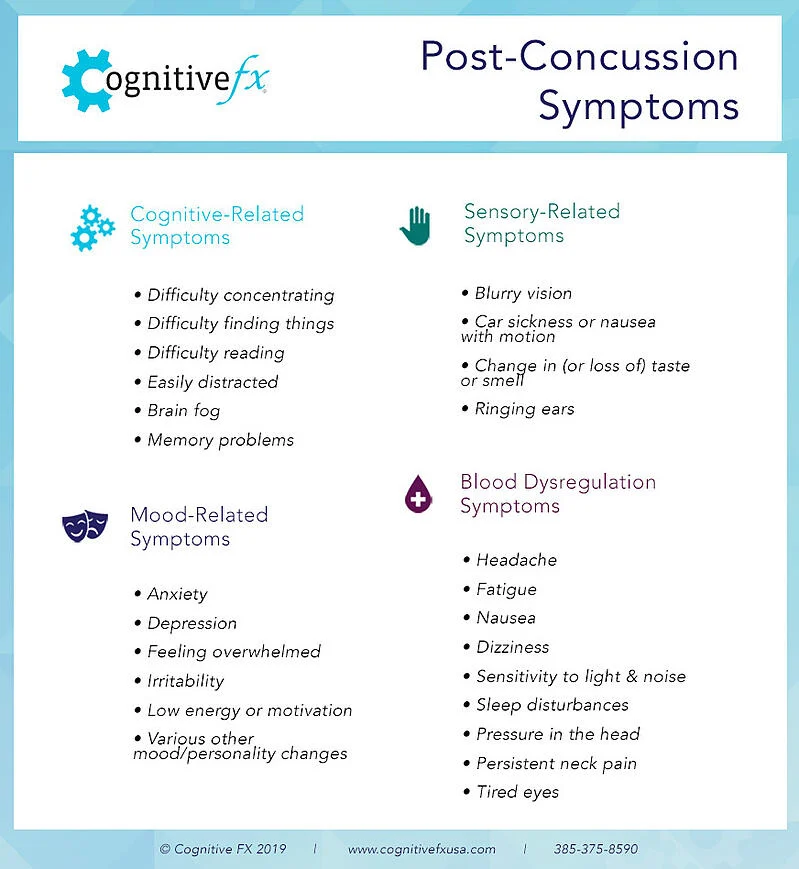 Cognitivefx®
Post-Concussion
Symptoms
Cognitive-Related
Symptoms
• Difficulty concentrating
• Difficulty finding things
• Difficulty reading
• Easily distracted
• Brain fog
• Memory problems
Sensory-Related
Symptoms
• Blurry vision
• Car sickness or nausea
with motion
• Change in (or loss of) taste
or smell
• Ringing ears
Mood-Related
Symptoms
• Anxiety
• Depression
• Feeling overwhelmed
• Irritability
• Low energy or motivation
• Various other
mood/personality changes
Blood Dysregulation
Symptoms
• Headache
• Fatigue
• Nausea
• Dizziness
• Sensitivity to light & noise
• Sleep disturbances
• Pressure in the head
• Persistent neck pain
• Tired eyes
© Cognitive FX 2019 | www.cognitivefxusa.com | 385-375-8590